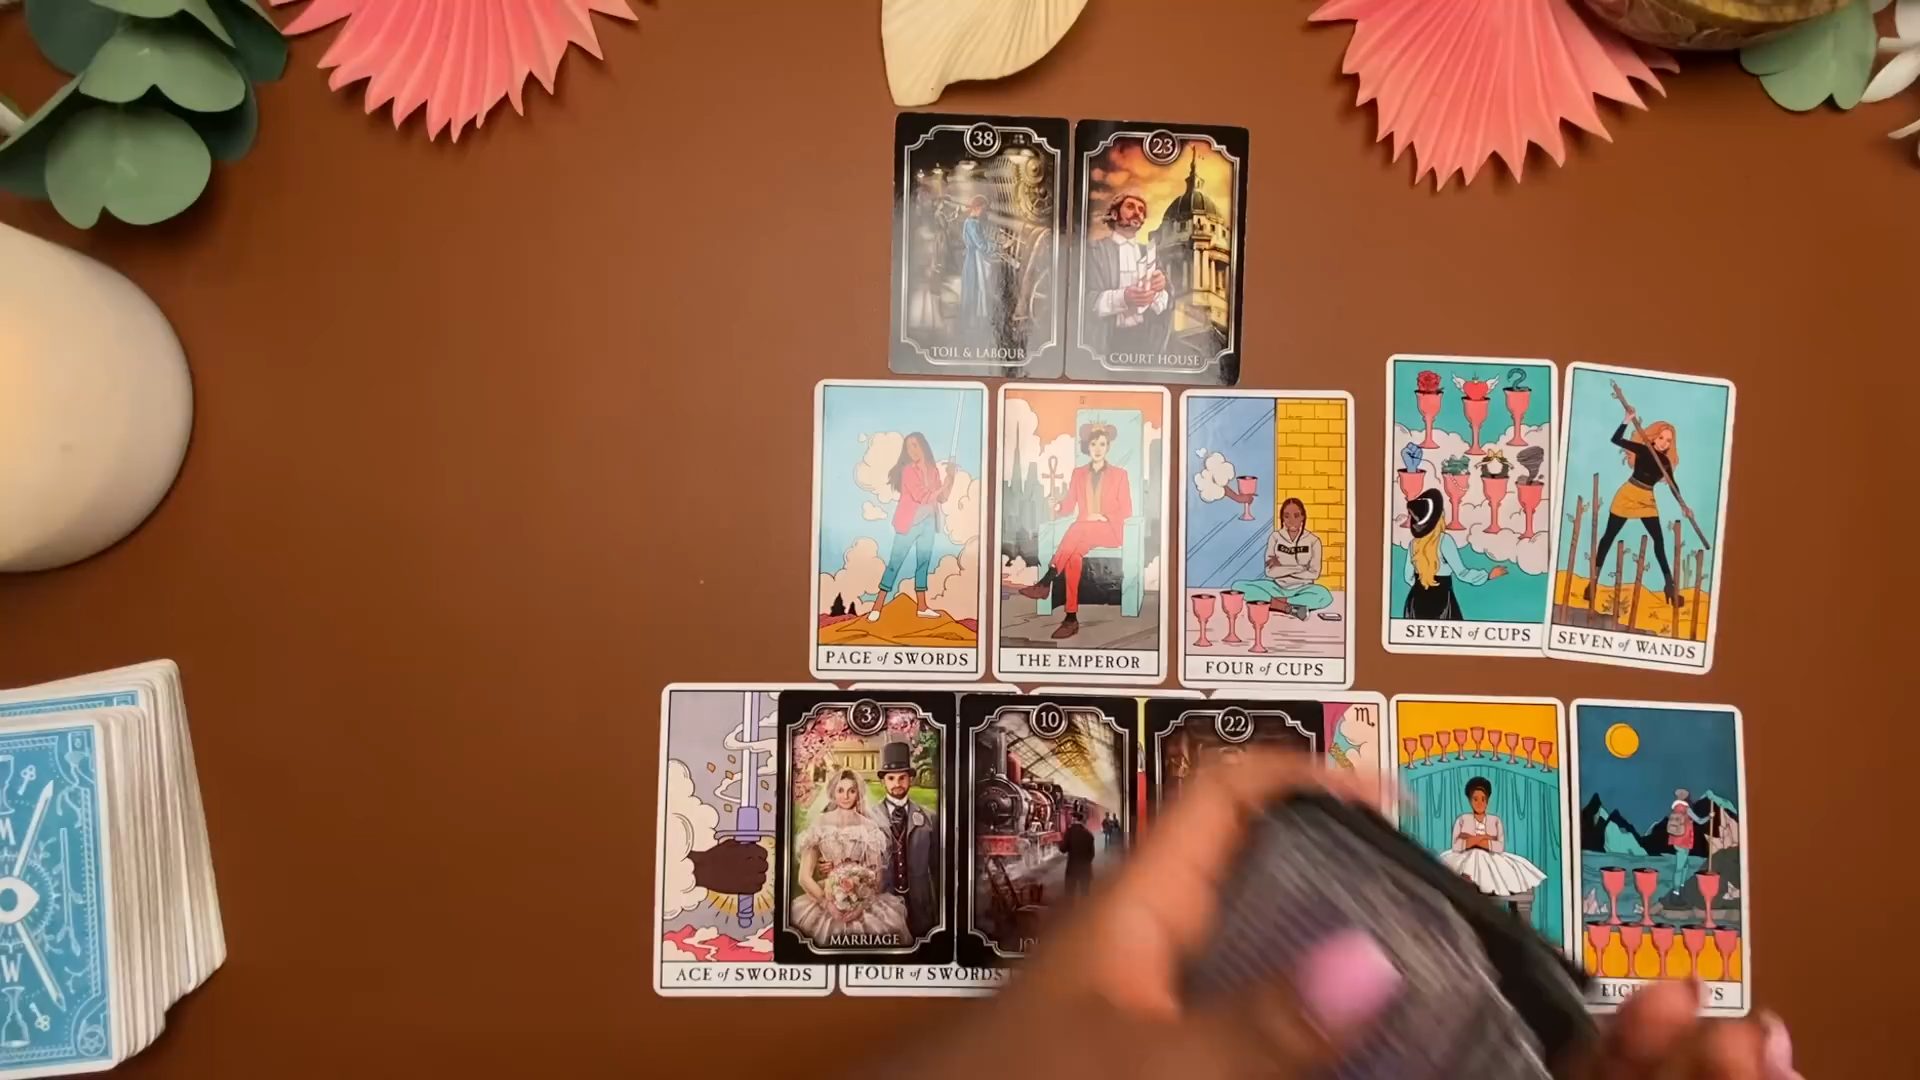 38
23
TOIL & LABOUR
COURT HOUSE
PAGE of SWORDS
THE EMPEROR
FOUR of CUPS
SEVEN of CUPS
SEVEN of WANDS
3
10
22
MARRIAGE
ACE of SWORDS
FOUR of SWORDS
M
W